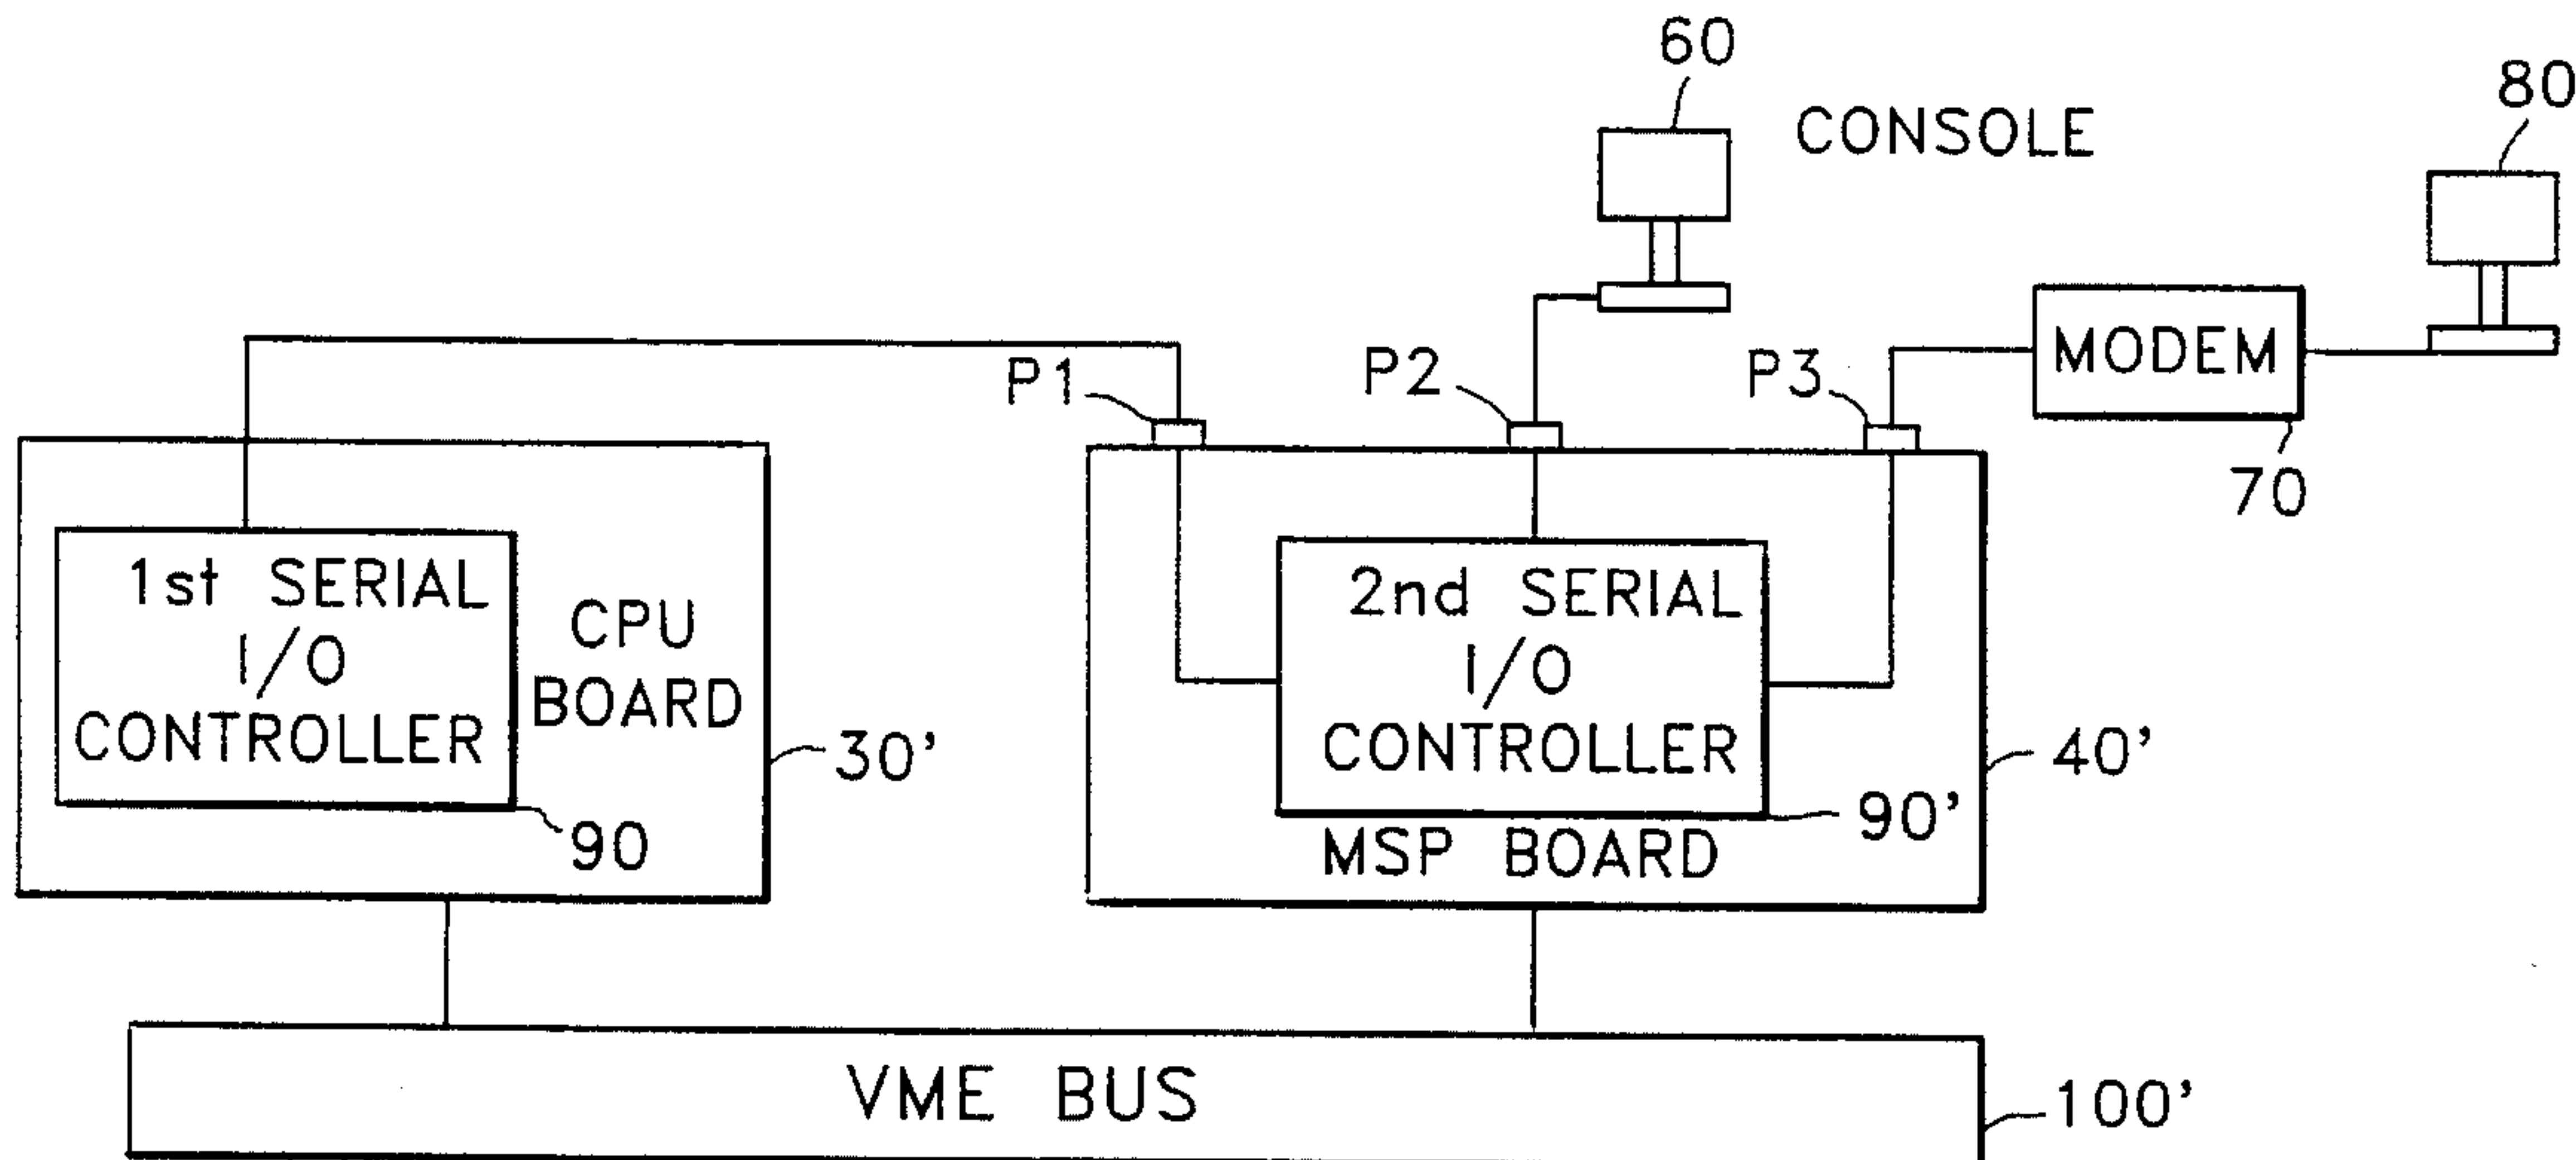 60
CONSOLE
80
P1
P2
P3
MODEM
70
1st SERIAL
I/O
CONTROLLER
CPU
BOARD
30'
90
2nd SERIAL
I/O
CONTROLLER
40'
90'
MSP BOARD
VME BUS
100'